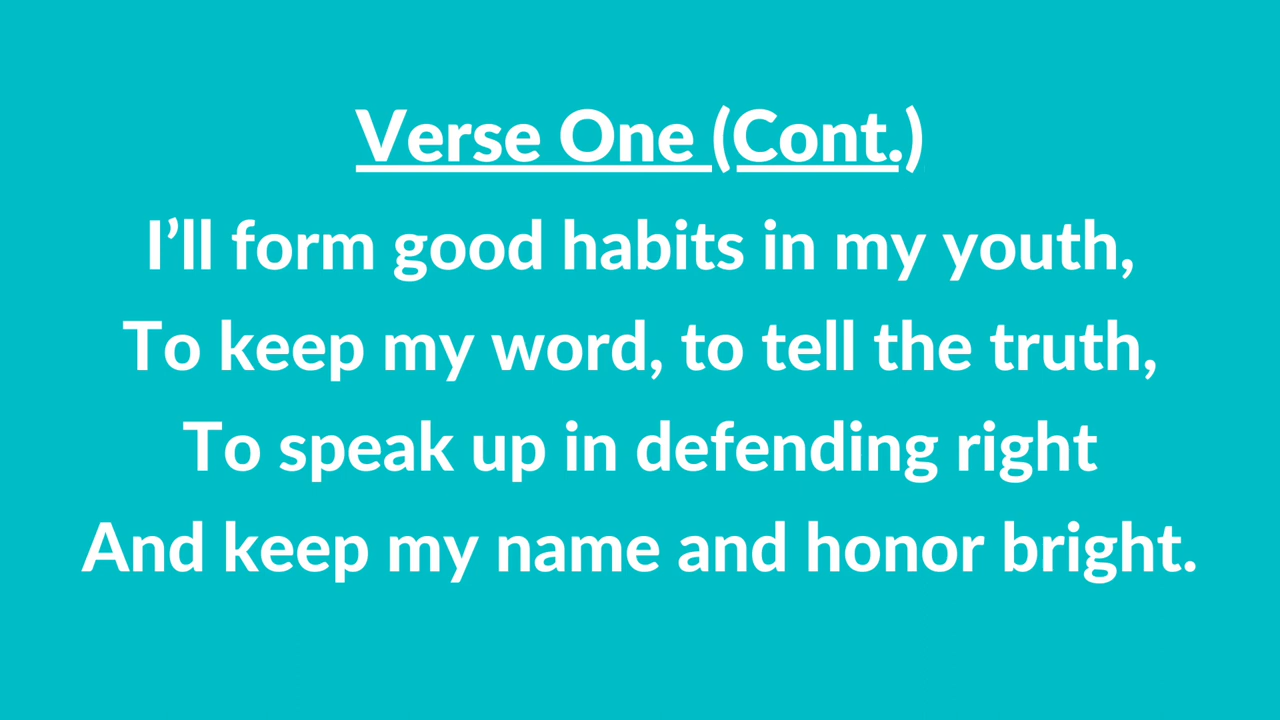 Verse One (Cont.)
I’ll form good habits in my youth,
To keep my word, to tell the truth,
To speak up in defending right
And keep my name and honor bright.